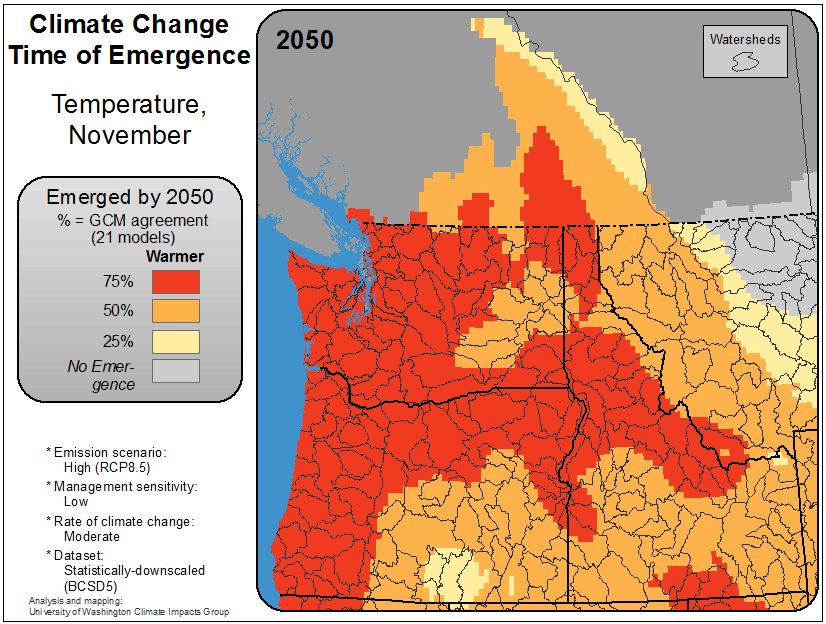 Climate Change
Time of Emergence
Temperature,
November
Emerged by 2050
% = GCM agreement
(21 models)
Warmer
75%
50%
25%
No Emer-
gence
* Emission scenario:
High (RCP8.5)
* Management sensitivity:
Low
* Rate of climate change:
Moderate
* Dataset:
Statistically-downscaled
(BCSD5)
Analysis and mapping:
University of Washington Climate Impacts Group
2050
Watersheds